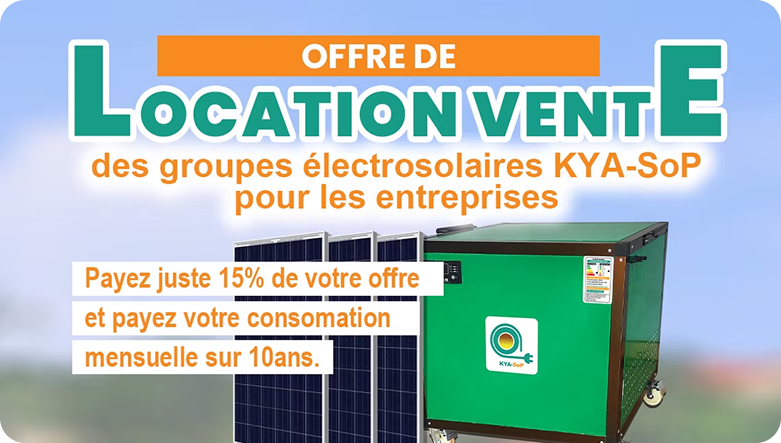 OFFRE DE
LOCATION VENTE
des groupes électrosolaires KYA-SoP
pour les entreprises
Payez juste 15% de votre offre
et payez votre consomation
mensuelle sur 10ans.
KYA-SoP